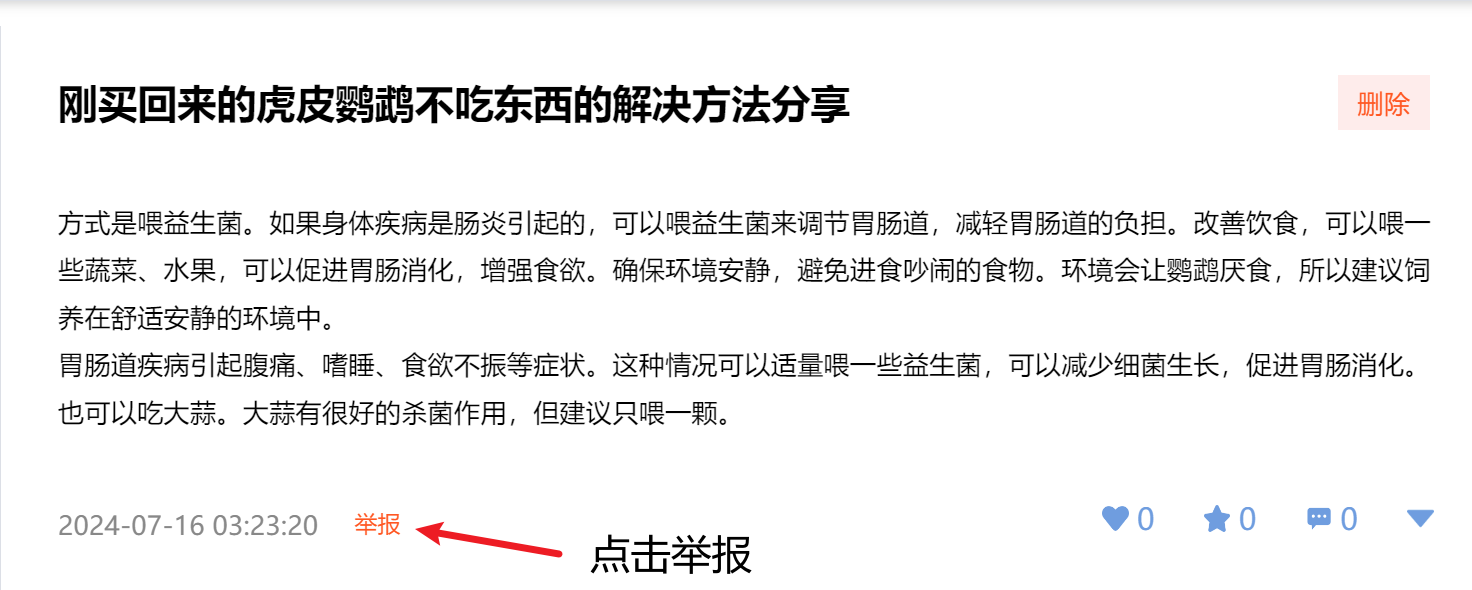 刚买回来的虎皮鹦鹉不吃东西的解决方法分享
删除
方式是喂益生菌。如果身体疾病是肠炎引起的，可以喂益生菌来调节胃肠道，减轻胃肠道的负担。改善饮食，可以喂一
些蔬菜、水果，可以促进胃肠消化，增强食欲。确保环境安静，避免进食吵闹的食物。环境会让鹦鹉厌食，所以建议饲
养在舒适安静的环境中。
胃肠道疾病引起腹痛、嗜睡、食欲不振等症状。这种情况可以适量喂一些益生菌，可以减少细菌生长，促进胃肠消化。
也可以吃大蒜。大蒜有很好的杀菌作用，但建议只喂一颗。
2024-07-16 03:23:20 举报 0 0 0
点击举报